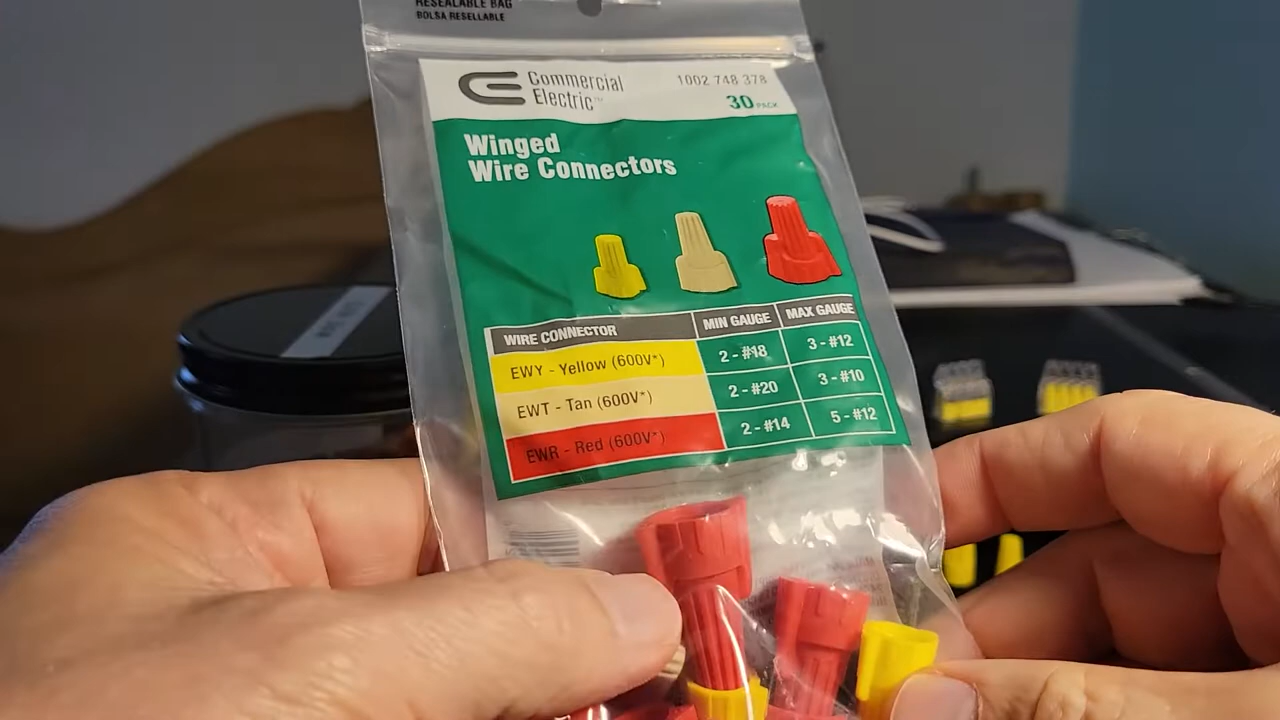 RESEALABLE BAG
BOLSA RESELLABLE
Commercial
Electric™
1002 748 378
30 PACK
Winged
Wire Connectors
WIRE CONNECTOR MIN GAUGE MAX GAUGE
EWY - Yellow (600V*) 2 - #18 3 - #12
EWT - Tan (600V*) 2 - #20 3 - #10
EWR - Red (600V*) 2 - #14 5 - #12